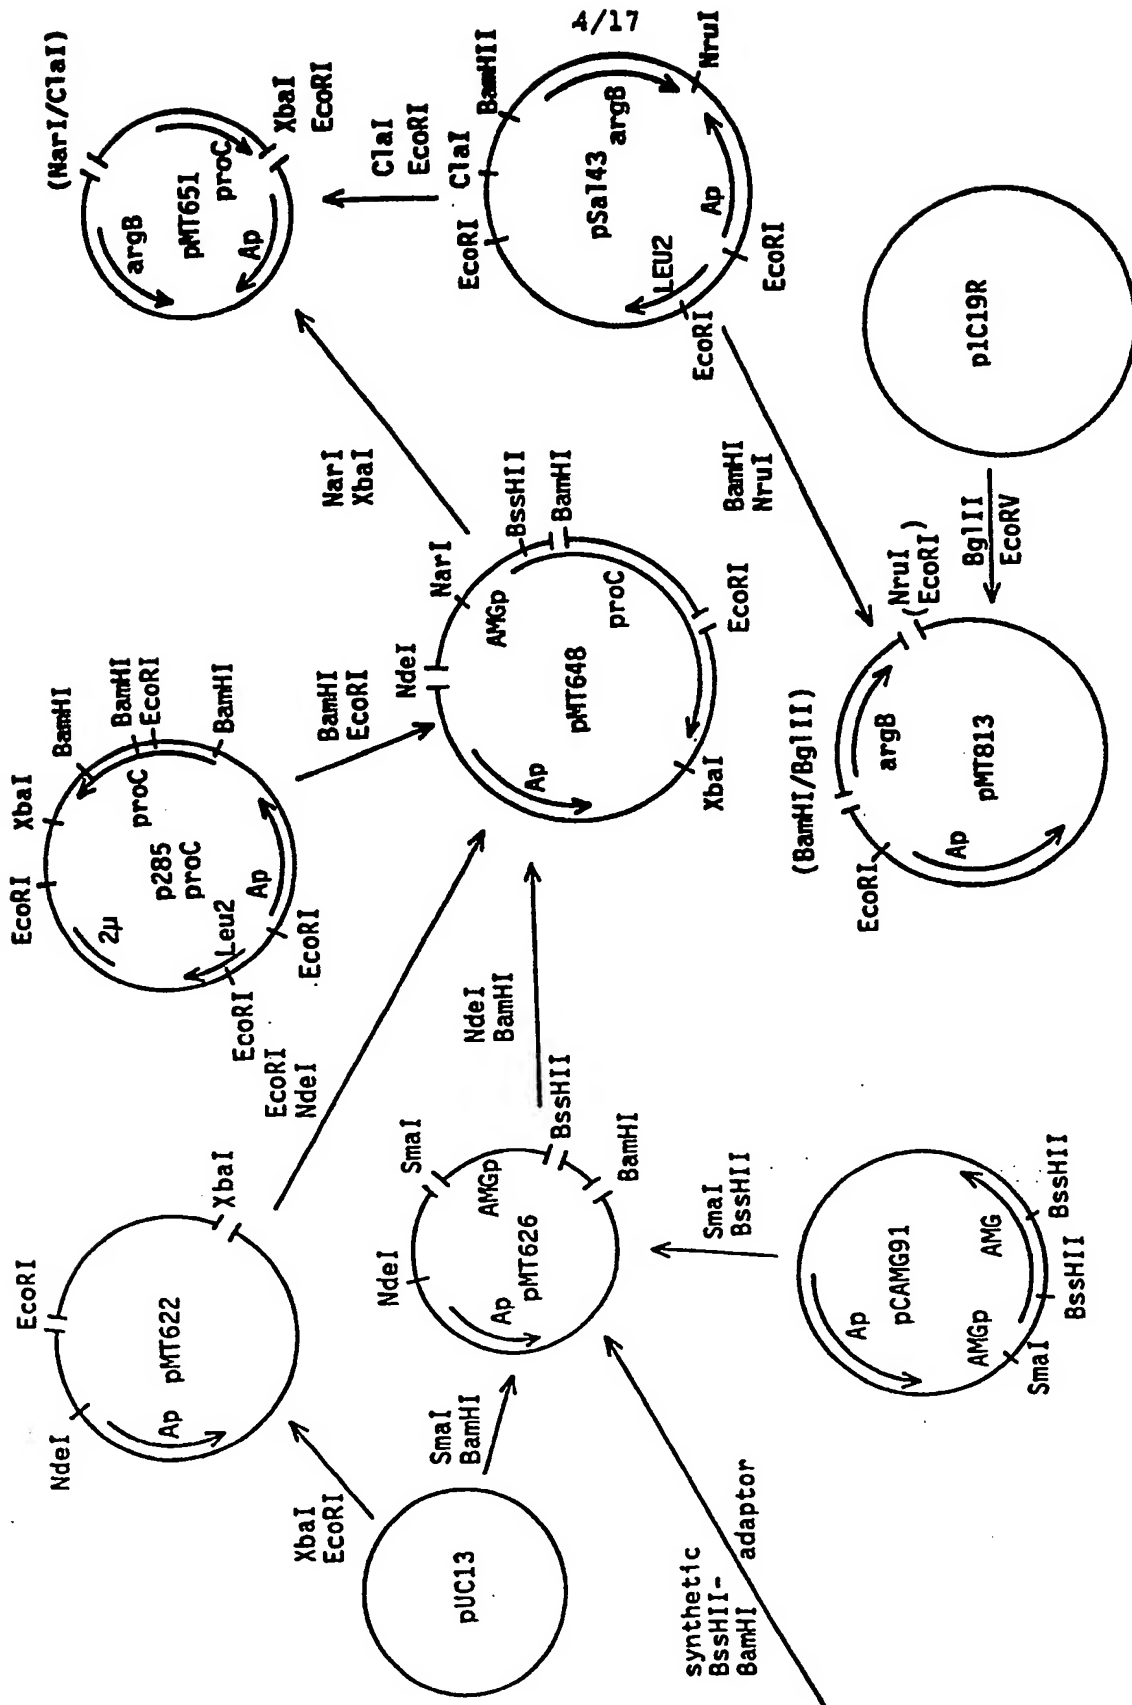 4/17
pUC13
XbaI
EcoRI
NdeI
EcoRI
XbaI
Ap
pMT622
SmaI
BamHI
synthetic
BssHII-
BamHI
adaptor
NdeI
SmaI
AMGp
BssHII
BamHI
Ap
pMT626
SmaI
BssHII
Ap
pCAMG91
AMGp
AMG
SmaI
BssHII
BssHII
EcoRI
NdeI
EcoRI
XbaI
BamHI
BamHI
EcoRI
BamHI
proC
2µ
p285
proC
Leu2
Ap
EcoRI
EcoRI
BamHI
EcoRI
NdeI
BamHI
NdeI
NarI
AMGp
BssHII
BamHI
proC
EcoRI
XbaI
Ap
pMT648
NarI
XbaI
(NarI/ClaI)
argB
pMT651
proC
Ap
XbaI
EcoRI
ClaI
EcoRI
EcoRI
ClaI
BamHII
pSal43
argB
NruI
Ap
LEU2
EcoRI
EcoRI
BamHI
NruI
(BamHI/BglII)
EcoRI
argB
(NruI
EcoRI)
Ap
pMT813
BglII
EcoRV
pIC19R